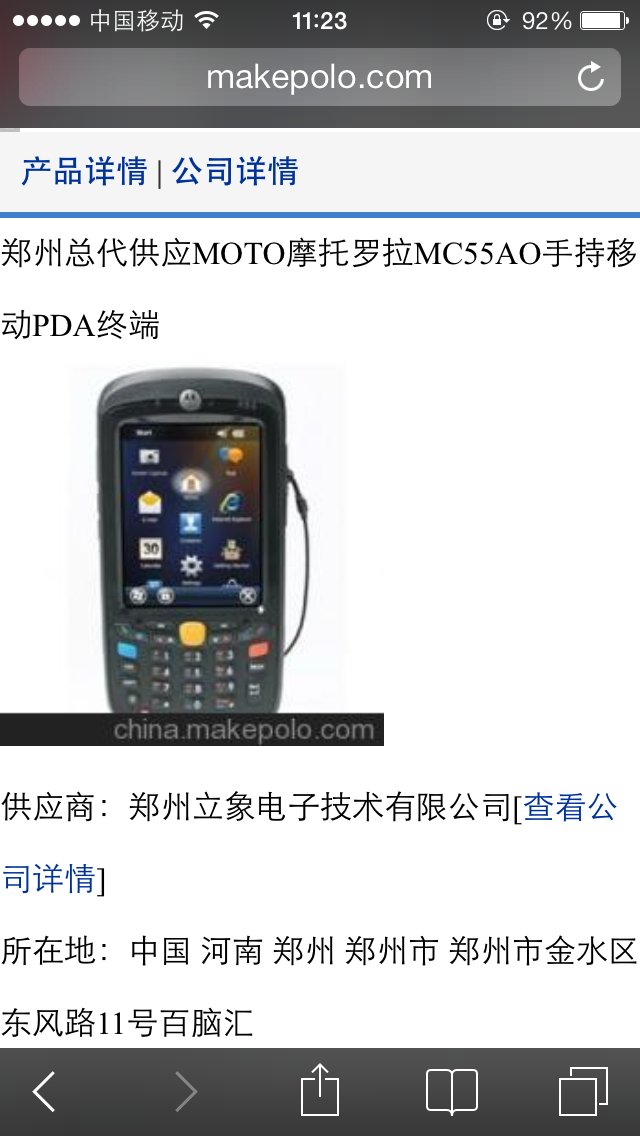 中国移动
11:23
92%
makepolo.com
产品详情 | 公司详情
郑州总代供应MOTO摩托罗拉MC55AO手持移
动PDA终端
Start
30
china.makepolo.com
供应商：郑州立象电子技术有限公司[查看公
司详情]
所在地：中国 河南 郑州 郑州市 郑州市金水区
东风路11号百脑汇